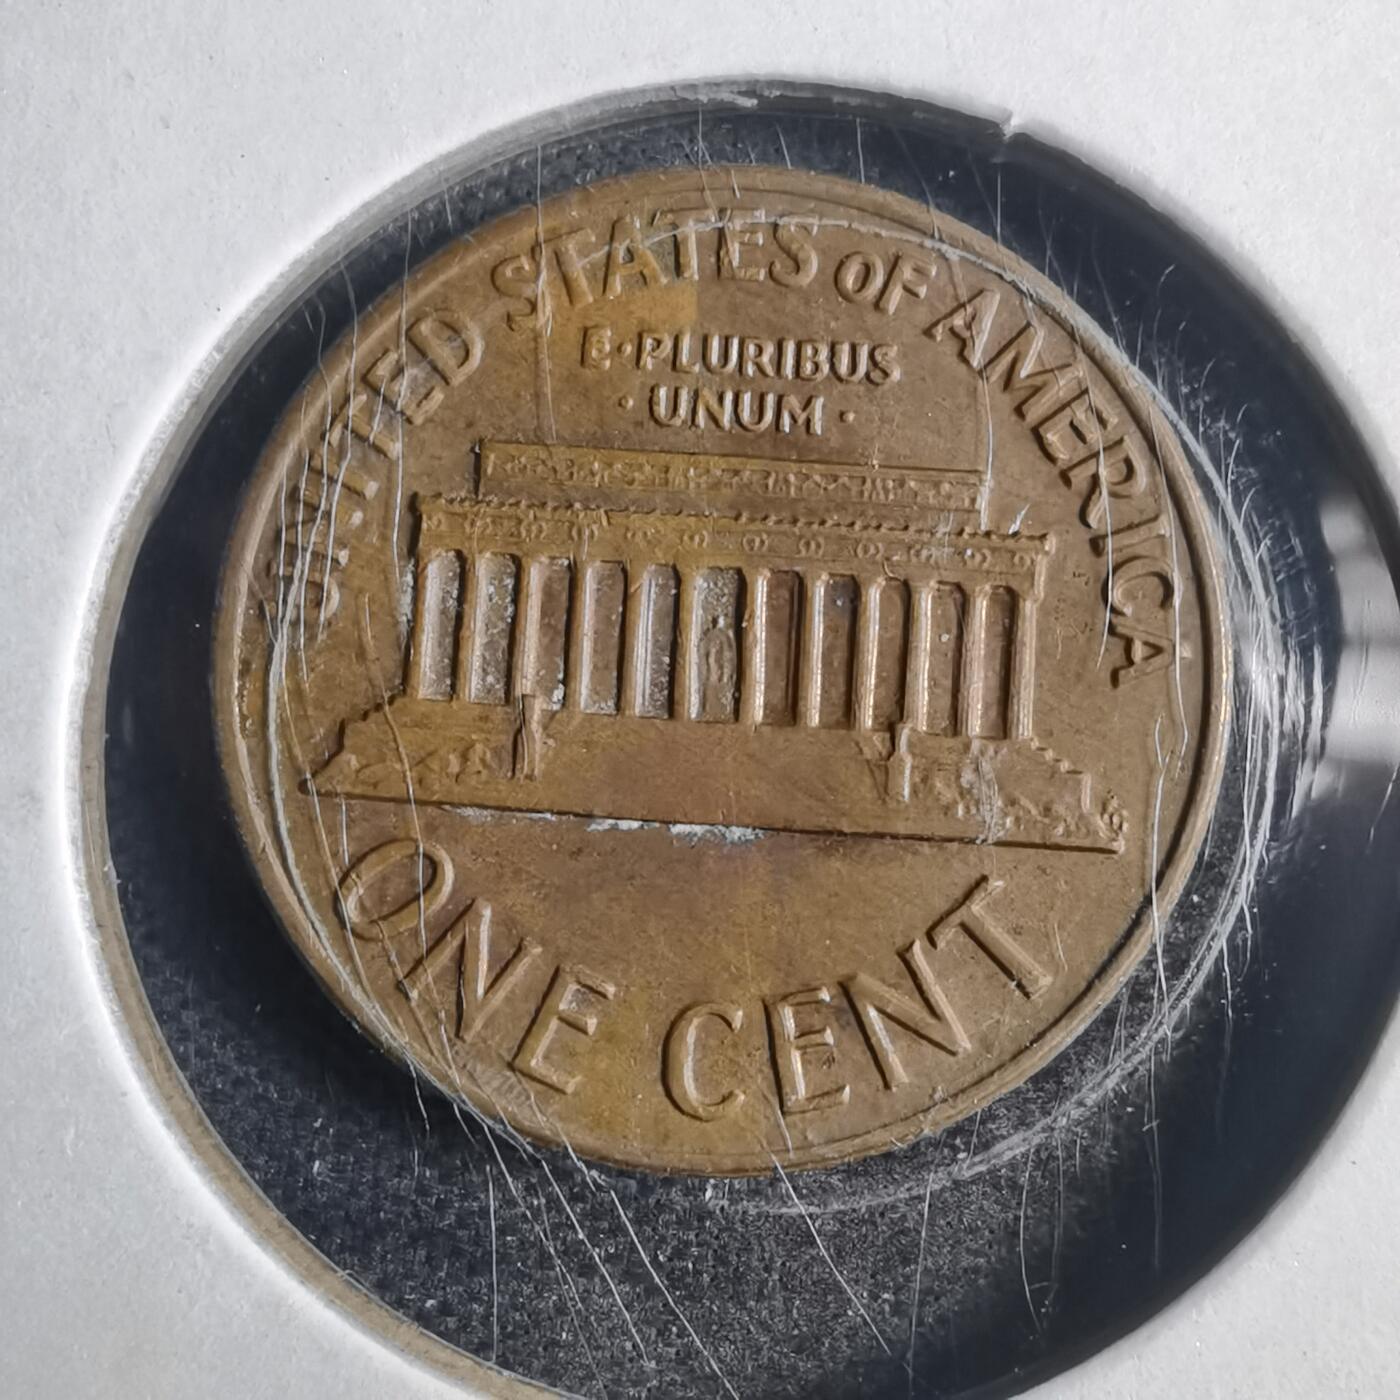 UNITED STATES OF AMERICA
E·PLURIBUS
·UNUM·
ONE CENT